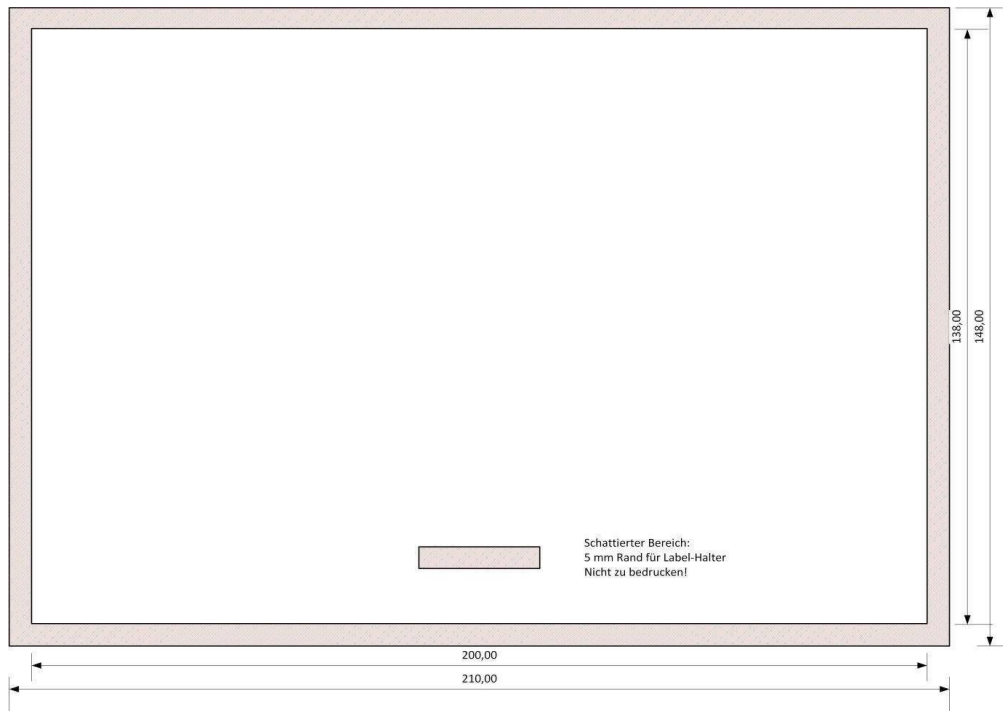 138,00
148,00
Schattierter Bereich:
5 mm Rand für Label-Halter
Nicht zu bedrucken!
200,00
210,00